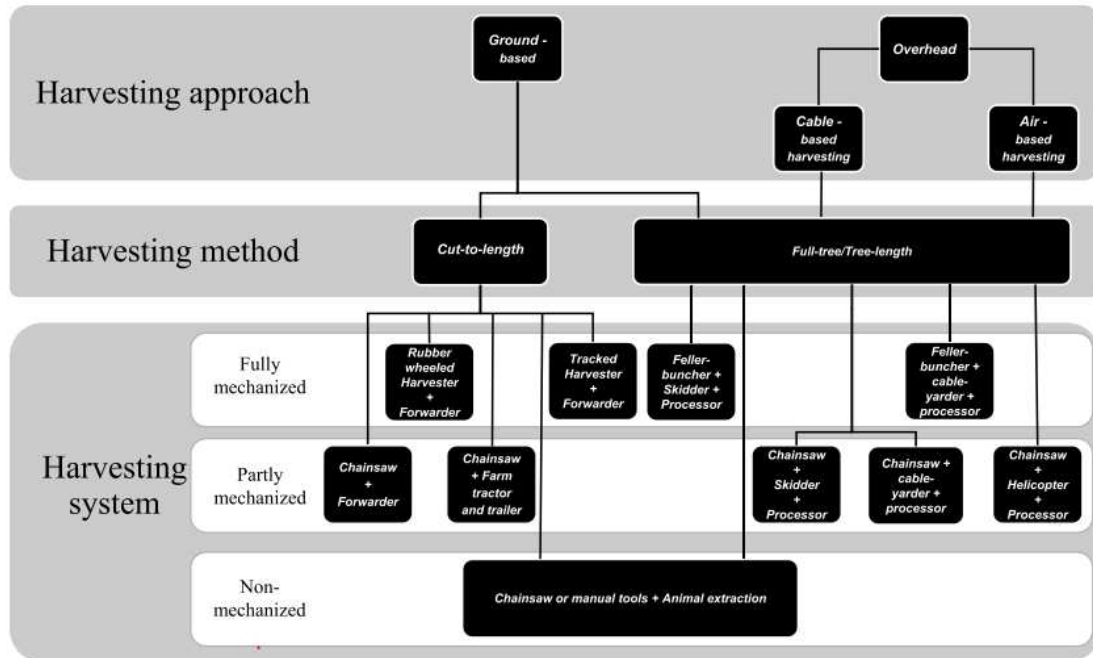 Harvesting approach
Ground -
based
Overhead
Cable -
based
harvesting
Air -
based
harvesting
Harvesting method
Cut-to-length
Full-tree/Tree-length
Harvesting
system
Fully
mechanized
Rubber
wheeled
Harvester
+
Forwarder
Tracked
Harvester
+
Forwarder
Feller-
buncher +
Skidder +
Processor
Feller-
buncher +
cable-
yarder +
processor
Partly
mechanized
Chainsaw
+
Forwarder
Chainsaw
+ Farm
tractor
and trailer
Chainsaw
+
Skidder
+
Processor
Chainsaw +
cable-
yarder +
processor
Chainsaw
+
Helicopter
+
Processor
Non-
mechanized
Chainsaw or manual tools + Animal extraction